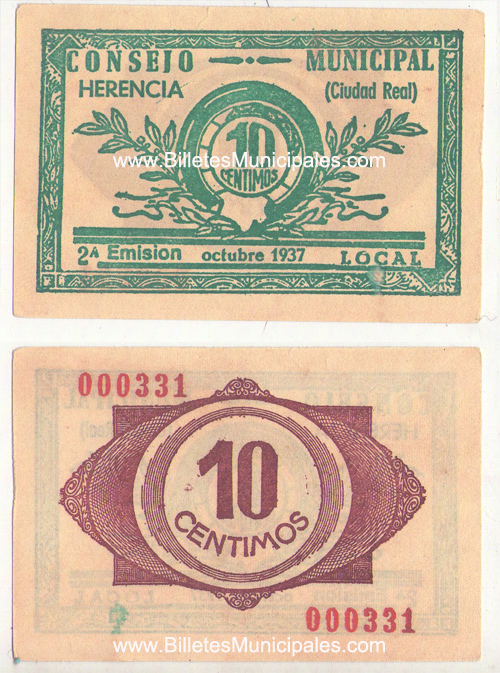 CONSEJO MUNICIPAL
HERENCIA (Ciudad Real)
10
CENTIMOS
www.BilletesMunicipales.com
2A Emision octubre 1937 LOCAL
000331
10
CENTIMOS
000331
www.BilletesMunicipales.com